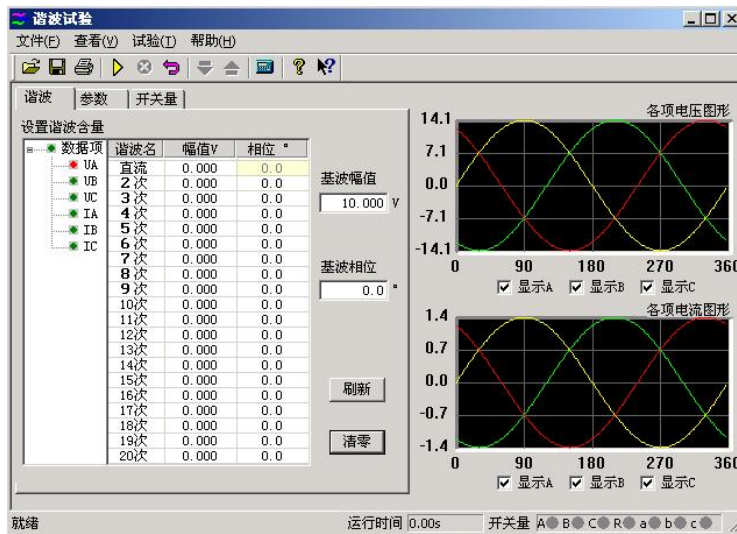 谐波试验
文件(F) 查看(V) 试验(T) 帮助(H)
谐波 参数 开关量
设置谐波含量
数据项
UA
UB
UC
IA
IB
IC
谐波名 幅值V 相位 °
直流 0.000 0.0
2次 0.000 0.0
3次 0.000 0.0
4次 0.000 0.0
5次 0.000 0.0
6次 0.000 0.0
7次 0.000 0.0
8次 0.000 0.0
9次 0.000 0.0
10次 0.000 0.0
11次 0.000 0.0
12次 0.000 0.0
13次 0.000 0.0
14次 0.000 0.0
15次 0.000 0.0
16次 0.000 0.0
17次 0.000 0.0
18次 0.000 0.0
19次 0.000 0.0
20次 0.000 0.0
基波幅值
10.000 V
基波相位
0.0 °
刷新
清零
各项电压图形
14.1
7.1
0.0
-7.1
-14.1
0 90 180 270 360
显示A 显示B 显示C
各项电流图形
1.4
0.7
0.0
-0.7
-1.4
0 90 180 270 360
显示A 显示B 显示C
就绪 运行时间 0.00s 开关量 A B C R a b c